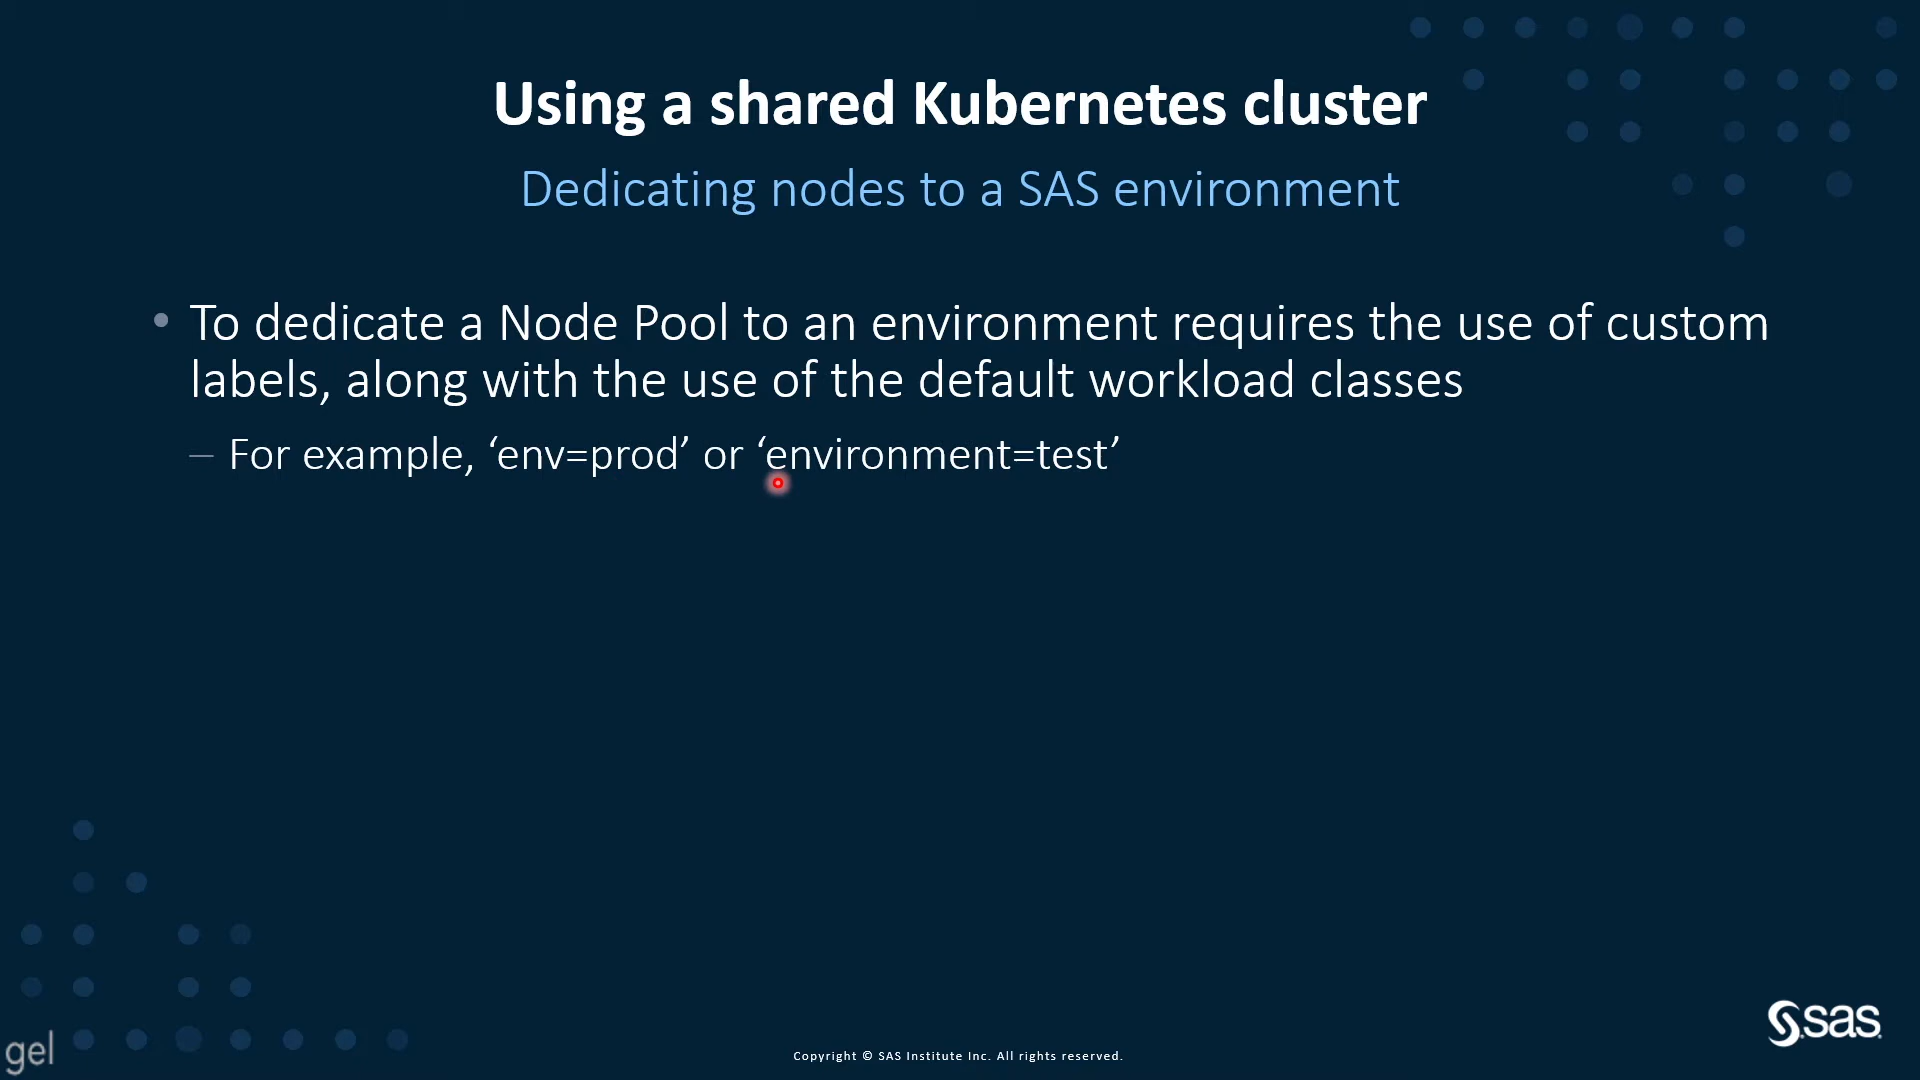 Using a shared Kubernetes cluster
Dedicating nodes to a SAS environment
• To dedicate a Node Pool to an environment requires the use of custom
labels, along with the use of the default workload classes
– For example, ‘env=prod’ or ‘environment=test’
gel
Copyright © SAS Institute Inc. All rights reserved.
sas